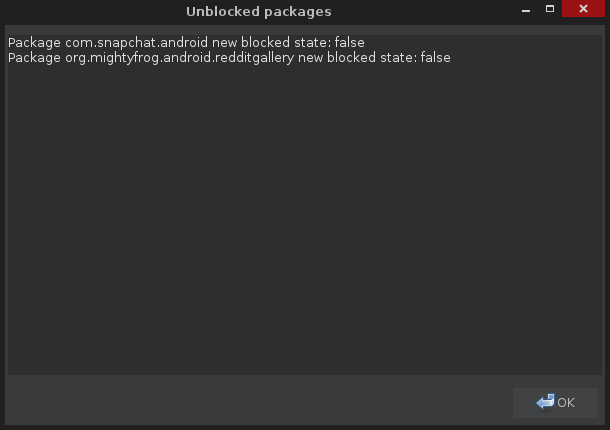 Unblocked packages
Package com.snapchat.android new blocked state: false
Package org.mightyfrog.android.redditgallery new blocked state: false
OK